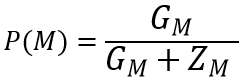 P(M) = G_M / (G_M + Z_M)